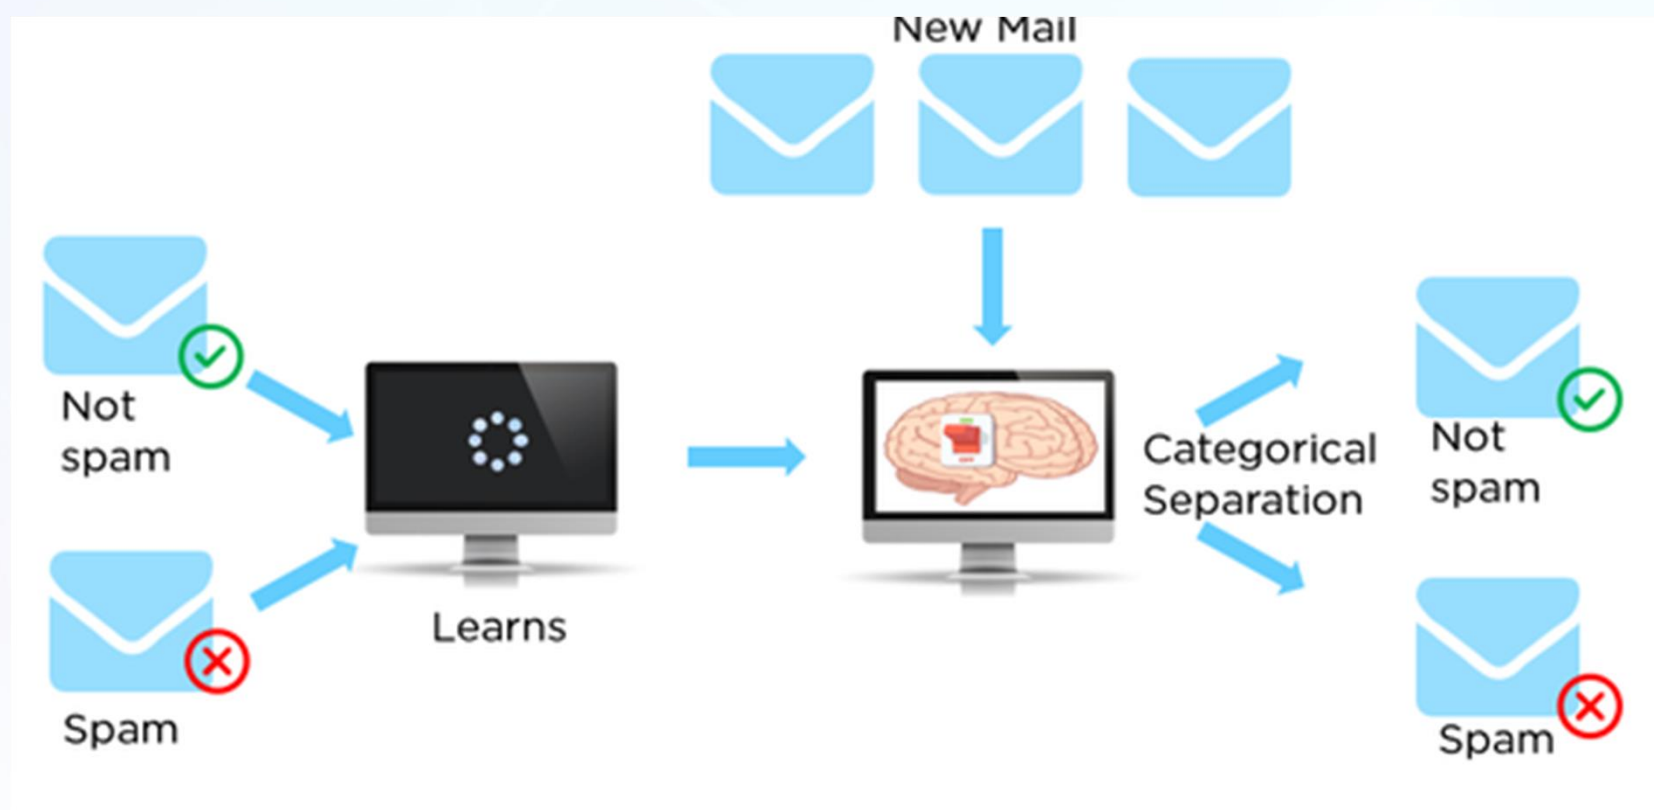 New Mail
Not
spam
Spam
Learns
Categorical
Separation
Not
spam
Spam